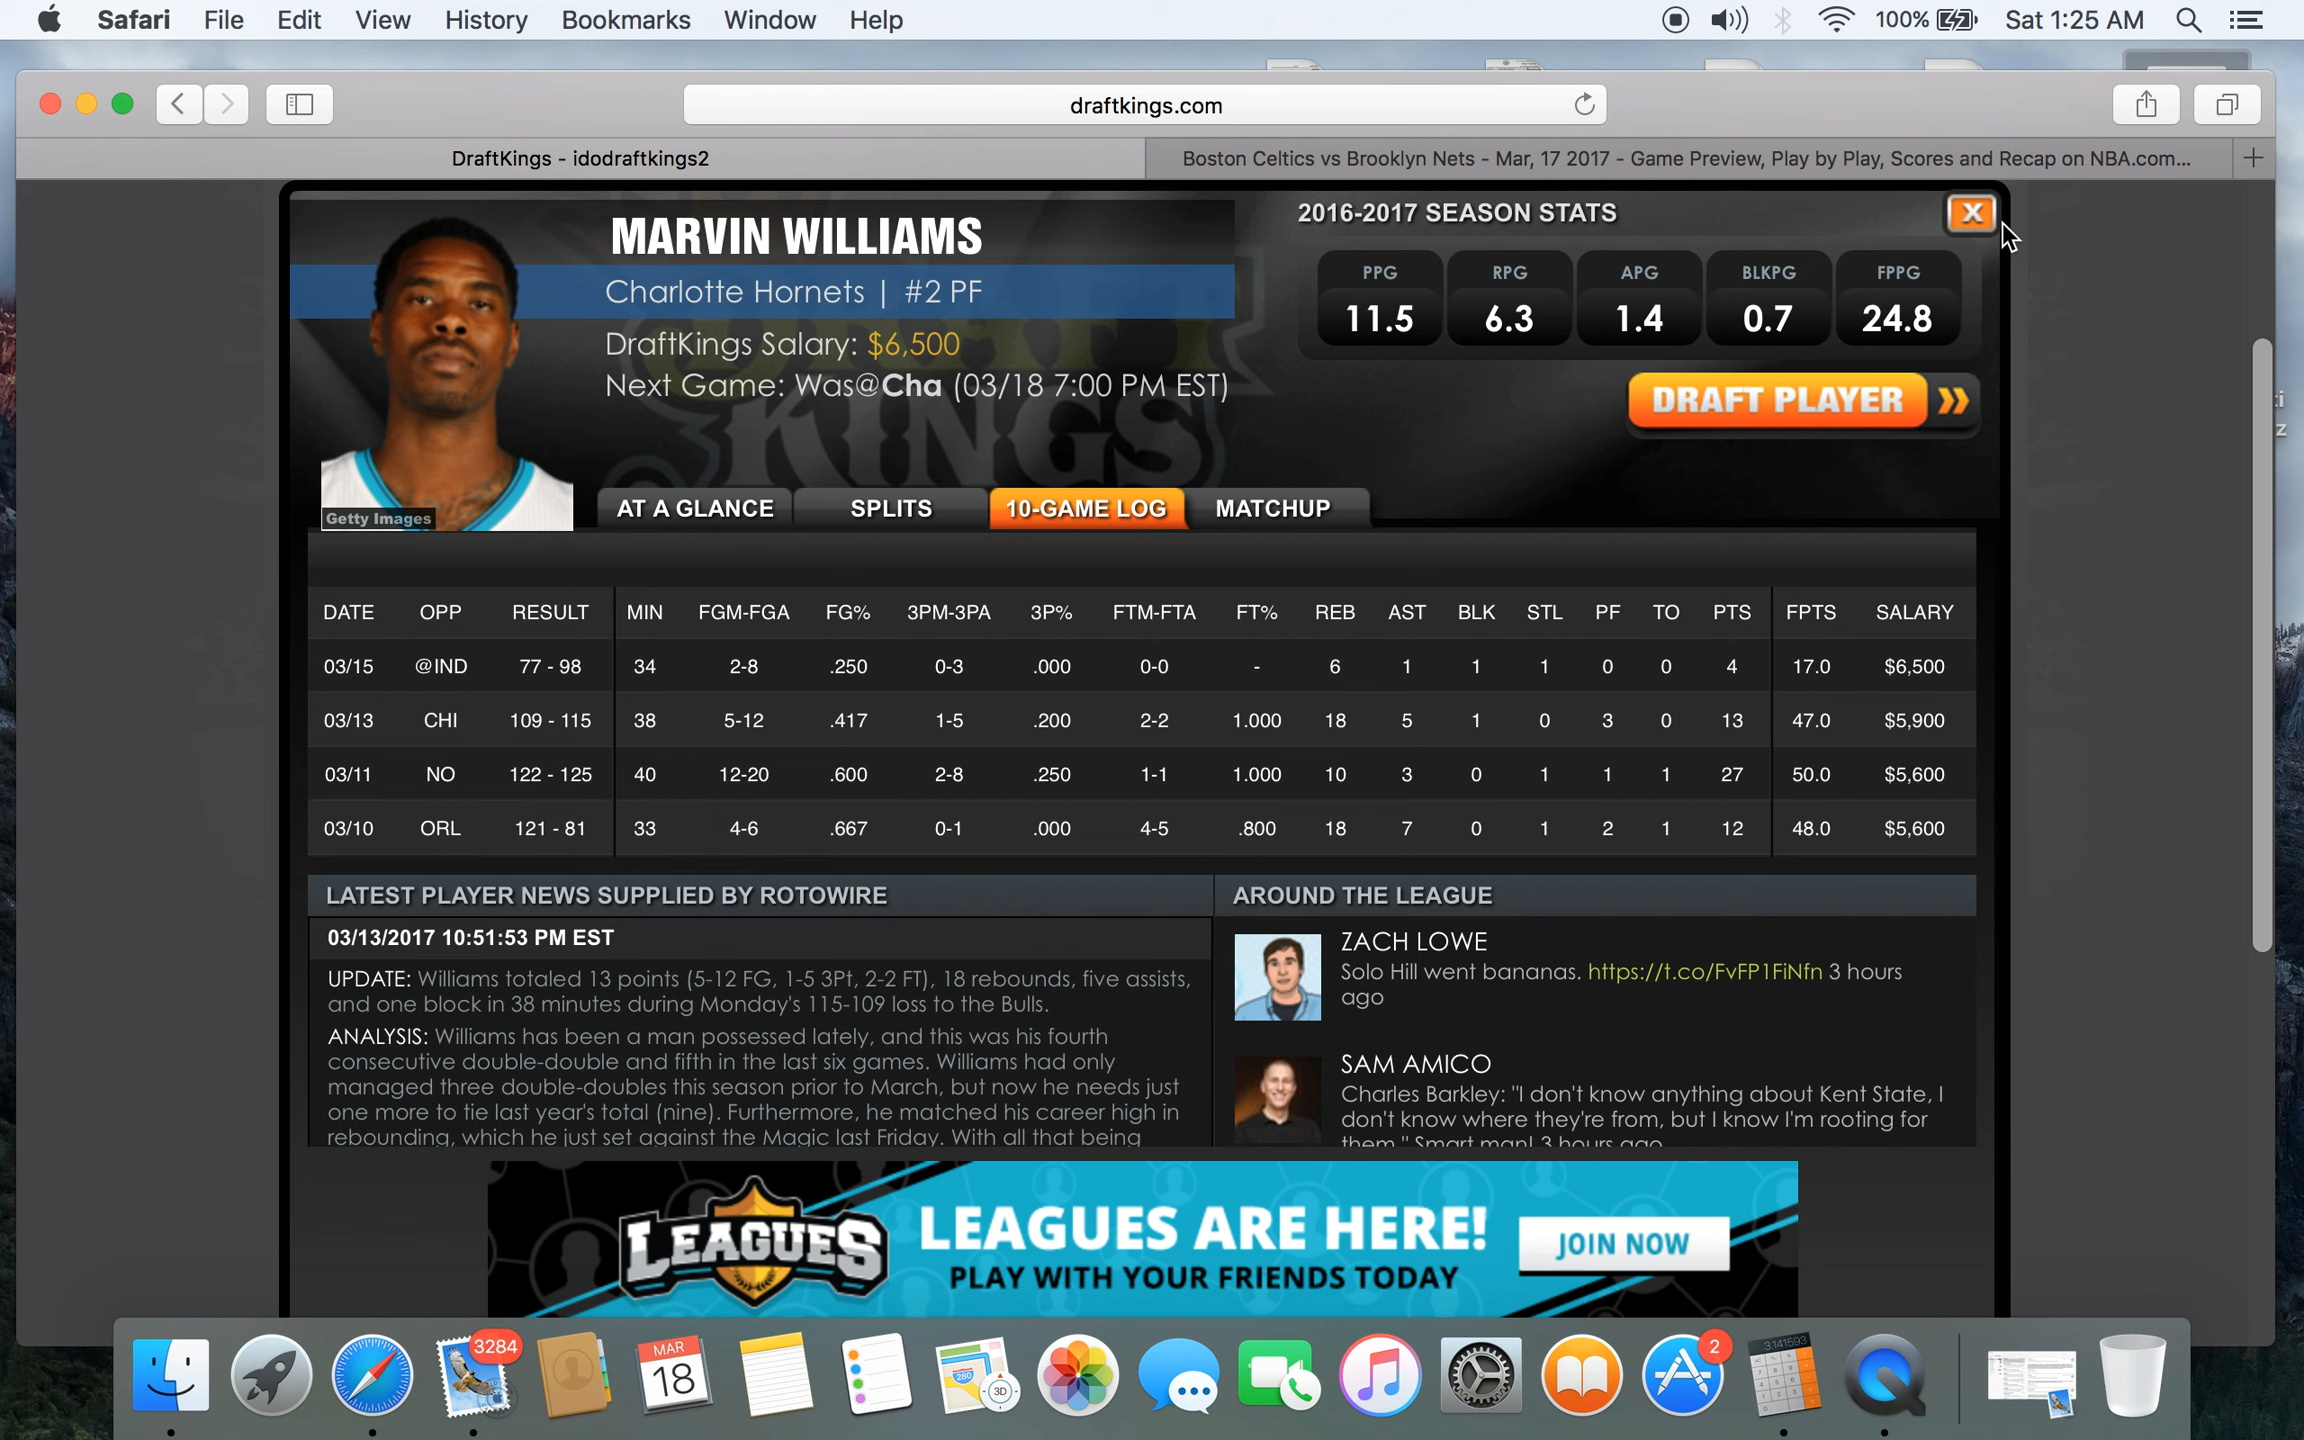 Safari File Edit View History Bookmarks Window Help 100% Sat 1:25 AM
draftkings.com
DraftKings - idodraftkings2
Boston Celtics vs Brooklyn Nets - Mar, 17 2017 - Game Preview, Play by Play, Scores and Recap on NBA.com...
MARVIN WILLIAMS
Charlotte Hornets | #2 PF
DraftKings Salary: $6,500
Next Game: Was@Cha (03/18 7:00 PM EST)
Getty Images
2016-2017 SEASON STATS
X
PPG RPG APG BLKPG FPPG
11.5 6.3 1.4 0.7 24.8
DRAFT PLAYER
KINGS
AT A GLANCE SPLITS 10-GAME LOG MATCHUP
DATE OPP RESULT MIN FGM-FGA FG% 3PM-3PA 3P% FTM-FTA FT% REB AST BLK STL PF TO PTS FPTS SALARY
03/15 @IND 77 - 98 34 2-8 .250 0-3 .000 0-0 - 6 1 1 1 0 0 4 17.0 $6,500
03/13 CHI 109 - 115 38 5-12 .417 1-5 .200 2-2 1.000 18 5 1 0 3 0 13 47.0 $5,900
03/11 NO 122 - 125 40 12-20 .600 2-8 .250 1-1 1.000 10 3 0 1 1 1 27 50.0 $5,600
03/10 ORL 121 - 81 33 4-6 .667 0-1 .000 4-5 .800 18 7 0 1 2 1 12 48.0 $5,600
LATEST PLAYER NEWS SUPPLIED BY ROTOWIRE
03/13/2017 10:51:53 PM EST
UPDATE: Williams totaled 13 points (5-12 FG, 1-5 3Pt, 2-2 FT), 18 rebounds, five assists,
and one block in 38 minutes during Monday's 115-109 loss to the Bulls.
ANALYSIS: Williams has been a man possessed lately, and this was his fourth
consecutive double-double and fifth in the last six games. Williams had only
managed three double-doubles this season prior to March, but now he needs just
one more to tie last year's total (nine). Furthermore, he matched his career high in
rebounding, which he just set against the Magic last Friday. With all that being
AROUND THE LEAGUE
ZACH LOWE
Solo Hill went bananas. https://t.co/FvFP1FiNfn 3 hours
ago
SAM AMICO
Charles Barkley: "I don't know anything about Kent State, I
don't know where they're from, but I know I'm rooting for
them." Smart man! 3 hours ago
LEAGUES
LEAGUES ARE HERE!
PLAY WITH YOUR FRIENDS TODAY
JOIN NOW
3284
MAR
18
280
3D
2
3.141593